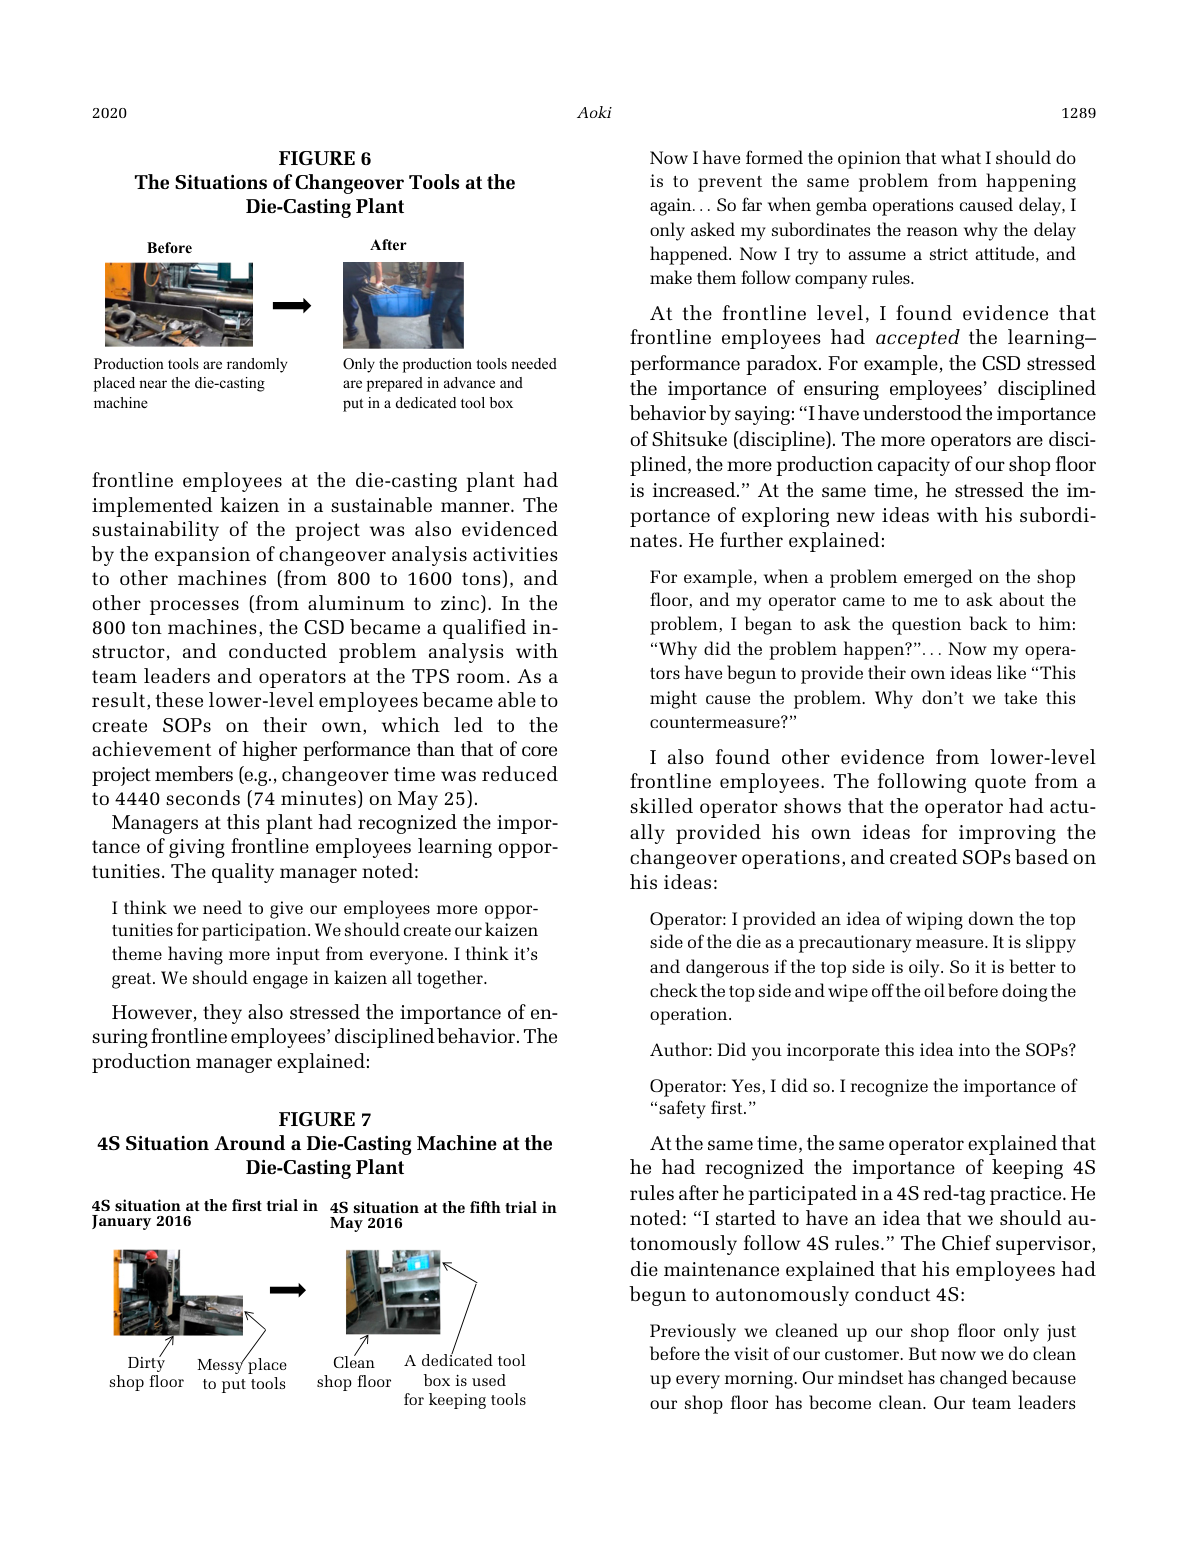 2020
Aoki
1289
FIGURE 6
The Situations of Changeover Tools at the
Die-Casting Plant
Before
After
Production tools are randomly
placed near the die-casting
machine
Only the production tools needed
are prepared in advance and
put in a dedicated tool box
frontline employees at the die-casting plant had
implemented kaizen in a sustainable manner. The
sustainability of the project was also evidenced
by the expansion of changeover analysis activities
to other machines (from 800 to 1600 tons), and
other processes (from aluminum to zinc). In the
800 ton machines, the CSD became a qualified in-
structor, and conducted problem analysis with
team leaders and operators at the TPS room. As a
result, these lower-level employees became able to
create SOPs on their own, which led to the
achievement of higher performance than that of core
project members (e.g., changeover time was reduced
to 4440 seconds (74 minutes) on May 25).
Managers at this plant had recognized the impor-
tance of giving frontline employees learning oppor-
tunities. The quality manager noted:
I think we need to give our employees more oppor-
tunities for participation. We should create our kaizen
theme having more input from everyone. I think it’s
great. We should engage in kaizen all together.
However, they also stressed the importance of en-
suring frontline employees’ disciplined behavior. The
production manager explained:
FIGURE 7
4S Situation Around a Die-Casting Machine at the
Die-Casting Plant
4S situation at the first trial in
January 2016
4S situation at the fifth trial in
May 2016
Dirty
shop floor
Messy place
to put tools
Clean
shop floor
A dedicated tool
box is used
for keeping tools
Now I have formed the opinion that what I should do
is to prevent the same problem from happening
again. . . So far when gemba operations caused delay, I
only asked my subordinates the reason why the delay
happened. Now I try to assume a strict attitude, and
make them follow company rules.
At the frontline level, I found evidence that
frontline employees had accepted the learning–
performance paradox. For example, the CSD stressed
the importance of ensuring employees’ disciplined
behavior by saying: “I have understood the importance
of Shitsuke (discipline). The more operators are disci-
plined, the more production capacity of our shop floor
is increased.” At the same time, he stressed the im-
portance of exploring new ideas with his subordi-
nates. He further explained:
For example, when a problem emerged on the shop
floor, and my operator came to me to ask about the
problem, I began to ask the question back to him:
“Why did the problem happen?”. . . Now my opera-
tors have begun to provide their own ideas like “This
might cause the problem. Why don’t we take this
countermeasure?”
I also found other evidence from lower-level
frontline employees. The following quote from a
skilled operator shows that the operator had actu-
ally provided his own ideas for improving the
changeover operations, and created SOPs based on
his ideas:
Operator: I provided an idea of wiping down the top
side of the die as a precautionary measure. It is slippy
and dangerous if the top side is oily. So it is better to
check the top side and wipe off the oil before doing the
operation.
Author: Did you incorporate this idea into the SOPs?
Operator: Yes, I did so. I recognize the importance of
“safety first.”
At the same time, the same operator explained that
he had recognized the importance of keeping 4S
rules after he participated in a 4S red-tag practice. He
noted: “I started to have an idea that we should au-
tonomously follow 4S rules.” The Chief supervisor,
die maintenance explained that his employees had
begun to autonomously conduct 4S:
Previously we cleaned up our shop floor only just
before the visit of our customer. But now we do clean
up every morning. Our mindset has changed because
our shop floor has become clean. Our team leaders